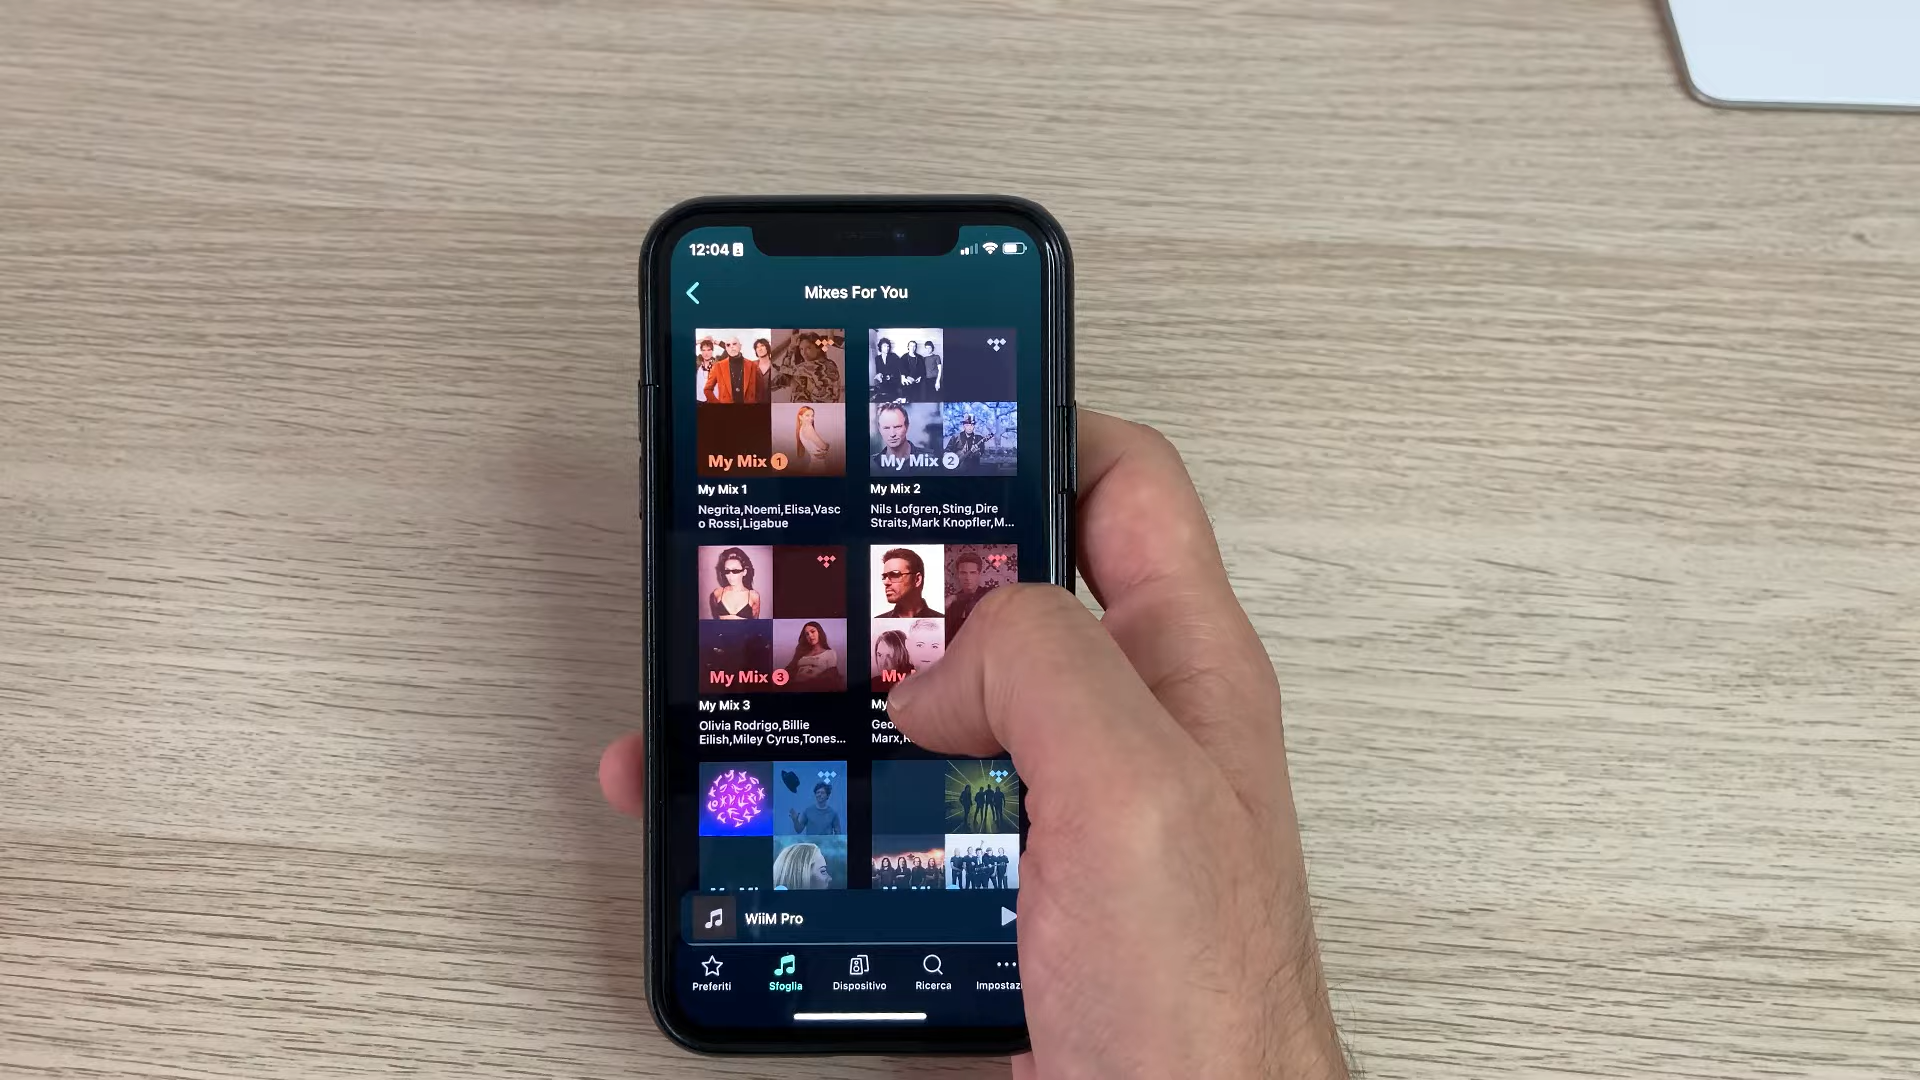 12:04
Mixes For You
My Mix 1
My Mix 2
My Mix 1
My Mix 2
Negrita,Noemi,Elisa,Vasc
o Rossi,Ligabue
Nils Lofgren,Sting,Dire
Straits,Mark Knopfler,M...
My Mix 3
My
My Mix 3
My
Olivia Rodrigo,Billie
Eilish,Miley Cyrus,Tones...
Geo
Marx,R
WiiM Pro
Preferiti
Sfoglia
Dispositivo
Ricerca
Impostaz